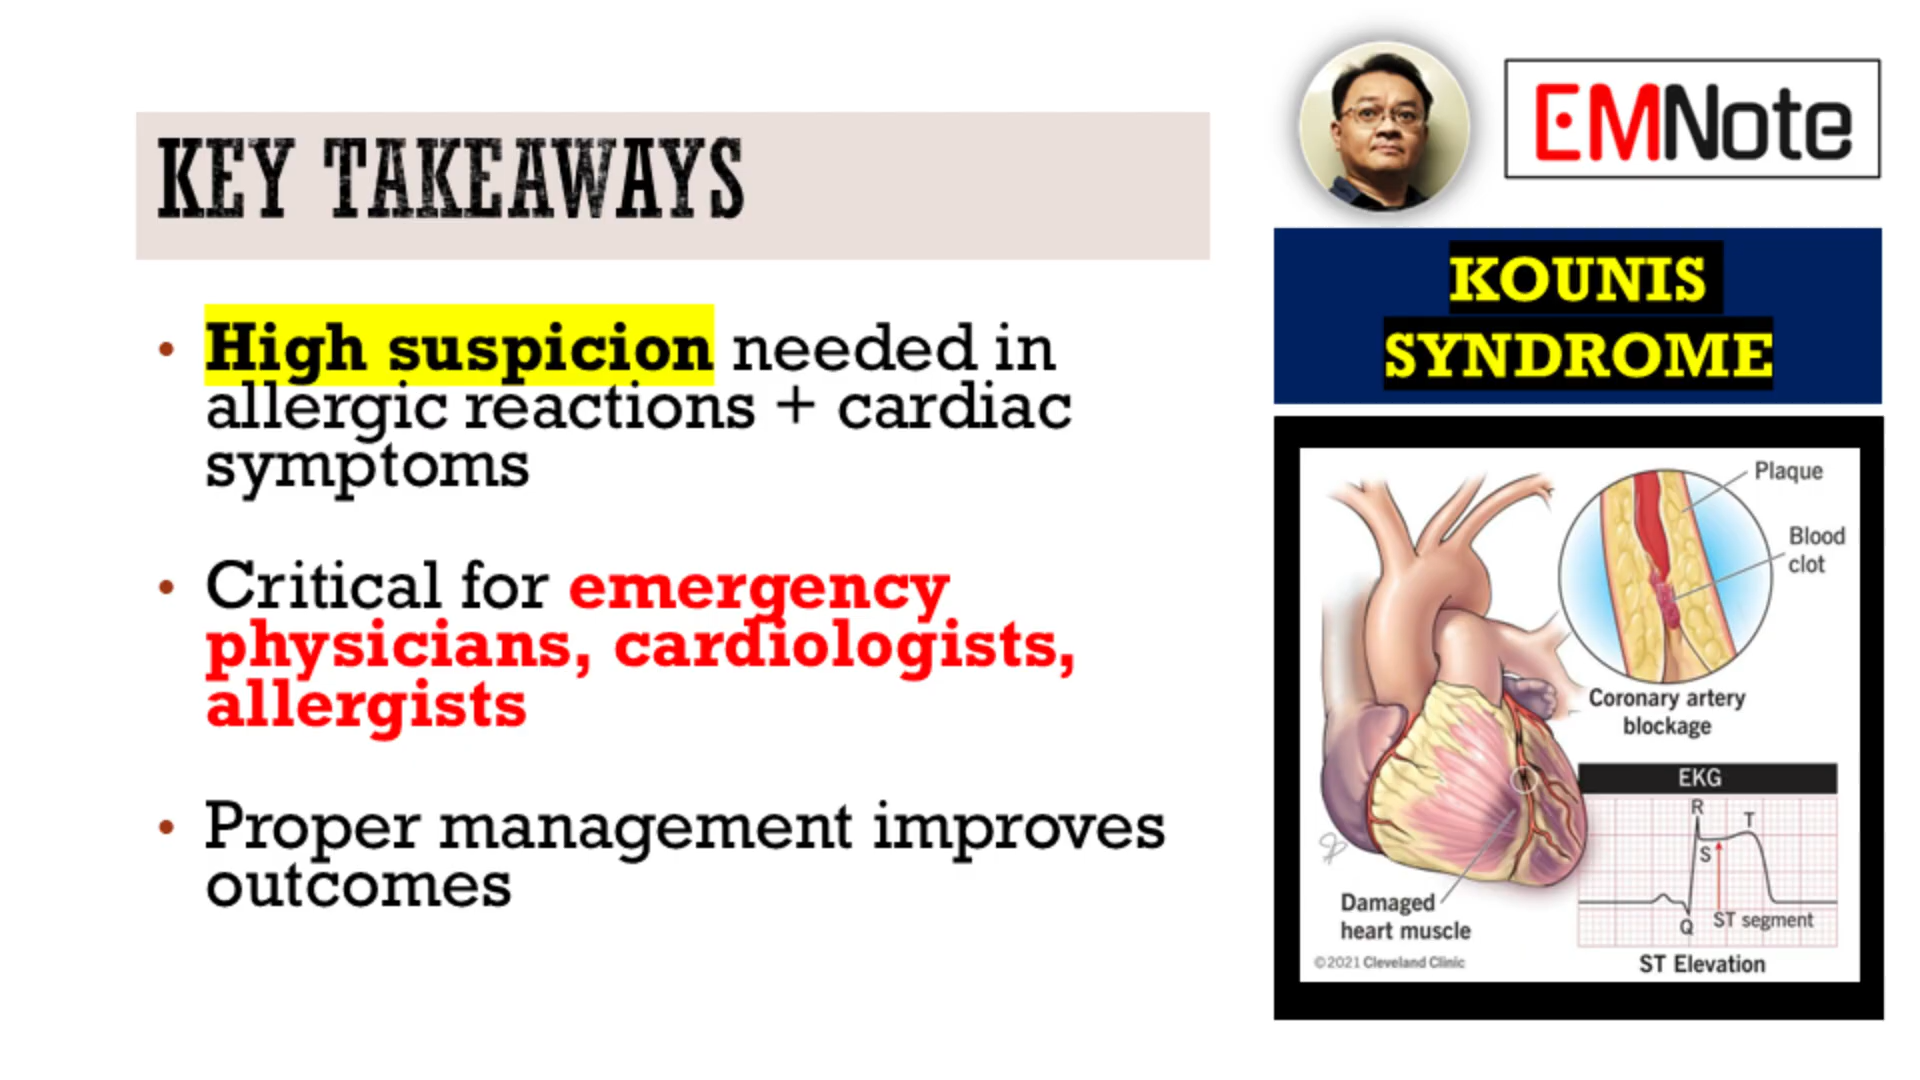 KEY TAKEAWAYS
• High suspicion needed in
allergic reactions + cardiac
symptoms
• Critical for emergency
physicians, cardiologists,
allergists
• Proper management improves
outcomes
EMNote
KOUNIS
SYNDROME
Plaque
Blood
clot
Coronary artery
blockage
EKG
R
T
S
Q
ST segment
ST Elevation
Damaged
heart muscle
©2021 Cleveland Clinic